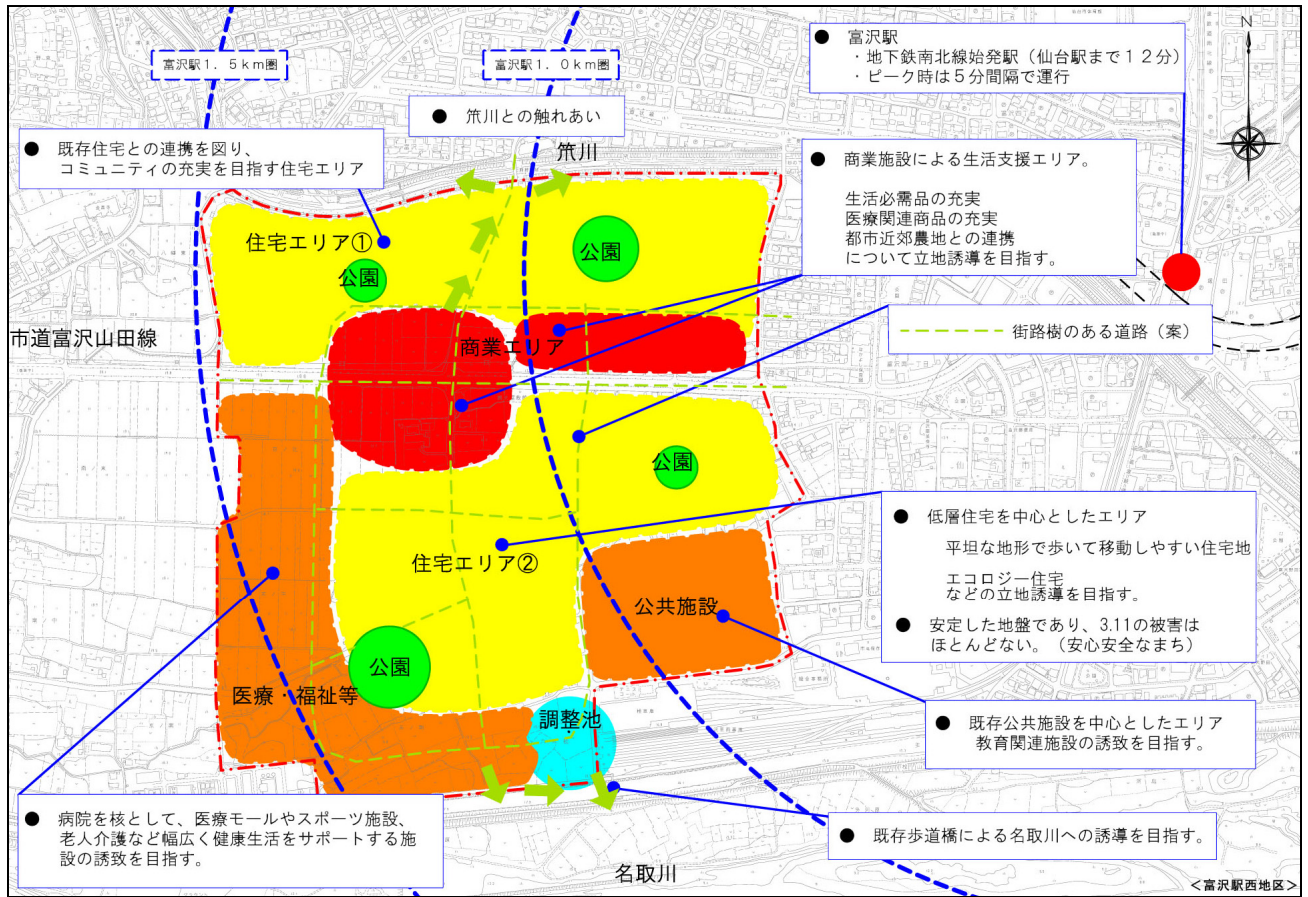 富沢駅1．5km圏
富沢駅1．0km圏
● 富沢駅
・地下鉄南北線始発駅（仙台駅まで１２分）
・ピーク時は５分間隔で運行
N
● 笊川との触れあい
笊川
● 既存住宅との連携を図り、
コミュニティの充実を目指す住宅エリア
● 商業施設による生活支援エリア。
生活必需品の充実
医療関連商品の充実
都市近郊農地との連携
について立地誘導を目指す。
住宅エリア①
公園
公園
市道富沢山田線
商業エリア
街路樹のある道路（案）
公園
● 低層住宅を中心としたエリア
平坦な地形で歩いて移動しやすい住宅地
エコロジー住宅
などの立地誘導を目指す。
● 安定した地盤であり、3.11の被害は
ほとんどない。（安心安全なまち）
住宅エリア②
公共施設
公園
医療・福祉等
調整池
● 既存公共施設を中心としたエリア
教育関連施設の誘致を目指す。
● 病院を核として、医療モールやスポーツ施設、
老人介護など幅広く健康生活をサポートする施
設の誘致を目指す。
● 既存歩道橋による名取川への誘導を目指す。
名取川
＜富沢駅西地区＞